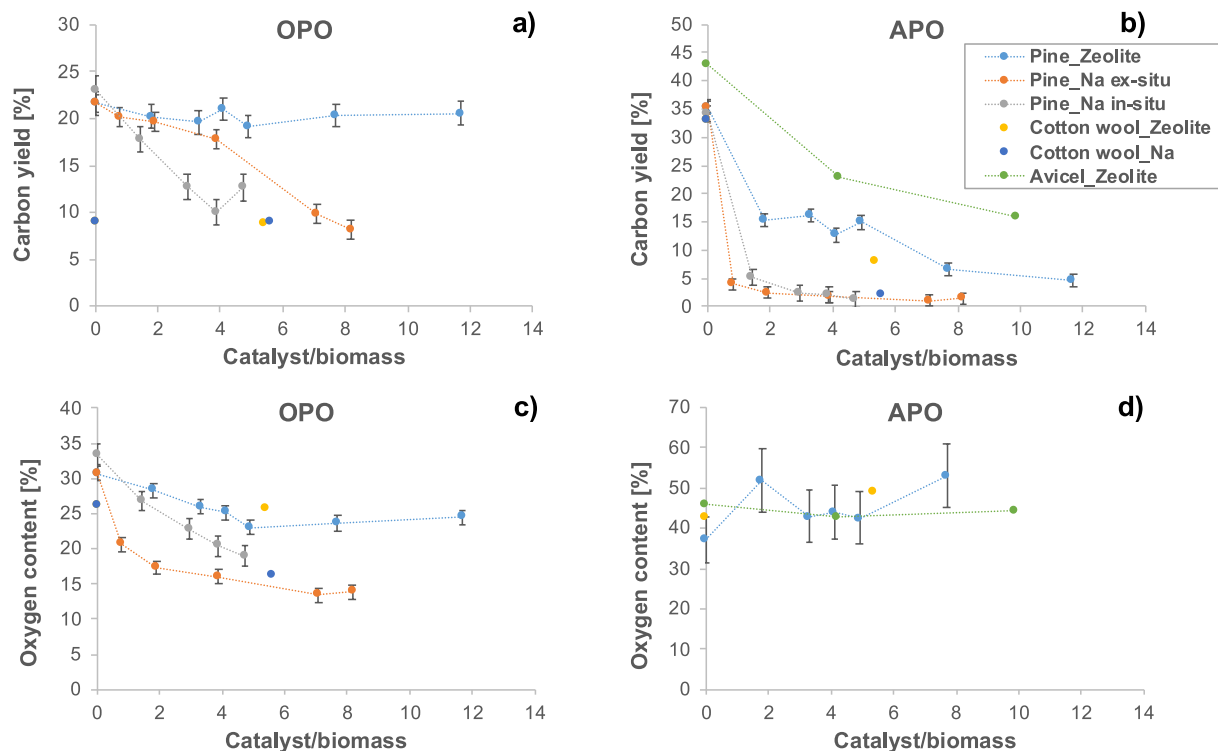 OPO
a)
30
25
20
15
10
5
0
Carbon yield [%]
0 2 4 6 8 10 12 14
Catalyst/biomass
APO
b)
50
45
40
35
30
25
20
15
10
5
0
Carbon yield [%]
Pine_Zeolite
Pine_Na ex-situ
Pine_Na in-situ
Cotton wool_Zeolite
Cotton wool_Na
Avicel_Zeolite
0 2 4 6 8 10 12 14
Catalyst/biomass
OPO
c)
40
35
30
25
20
15
10
5
0
Oxygen content [%]
0 2 4 6 8 10 12 14
Catalyst/biomass
APO
d)
70
60
50
40
30
20
10
0
Oxygen content [%]
0 2 4 6 8 10 12 14
Catalyst/biomass